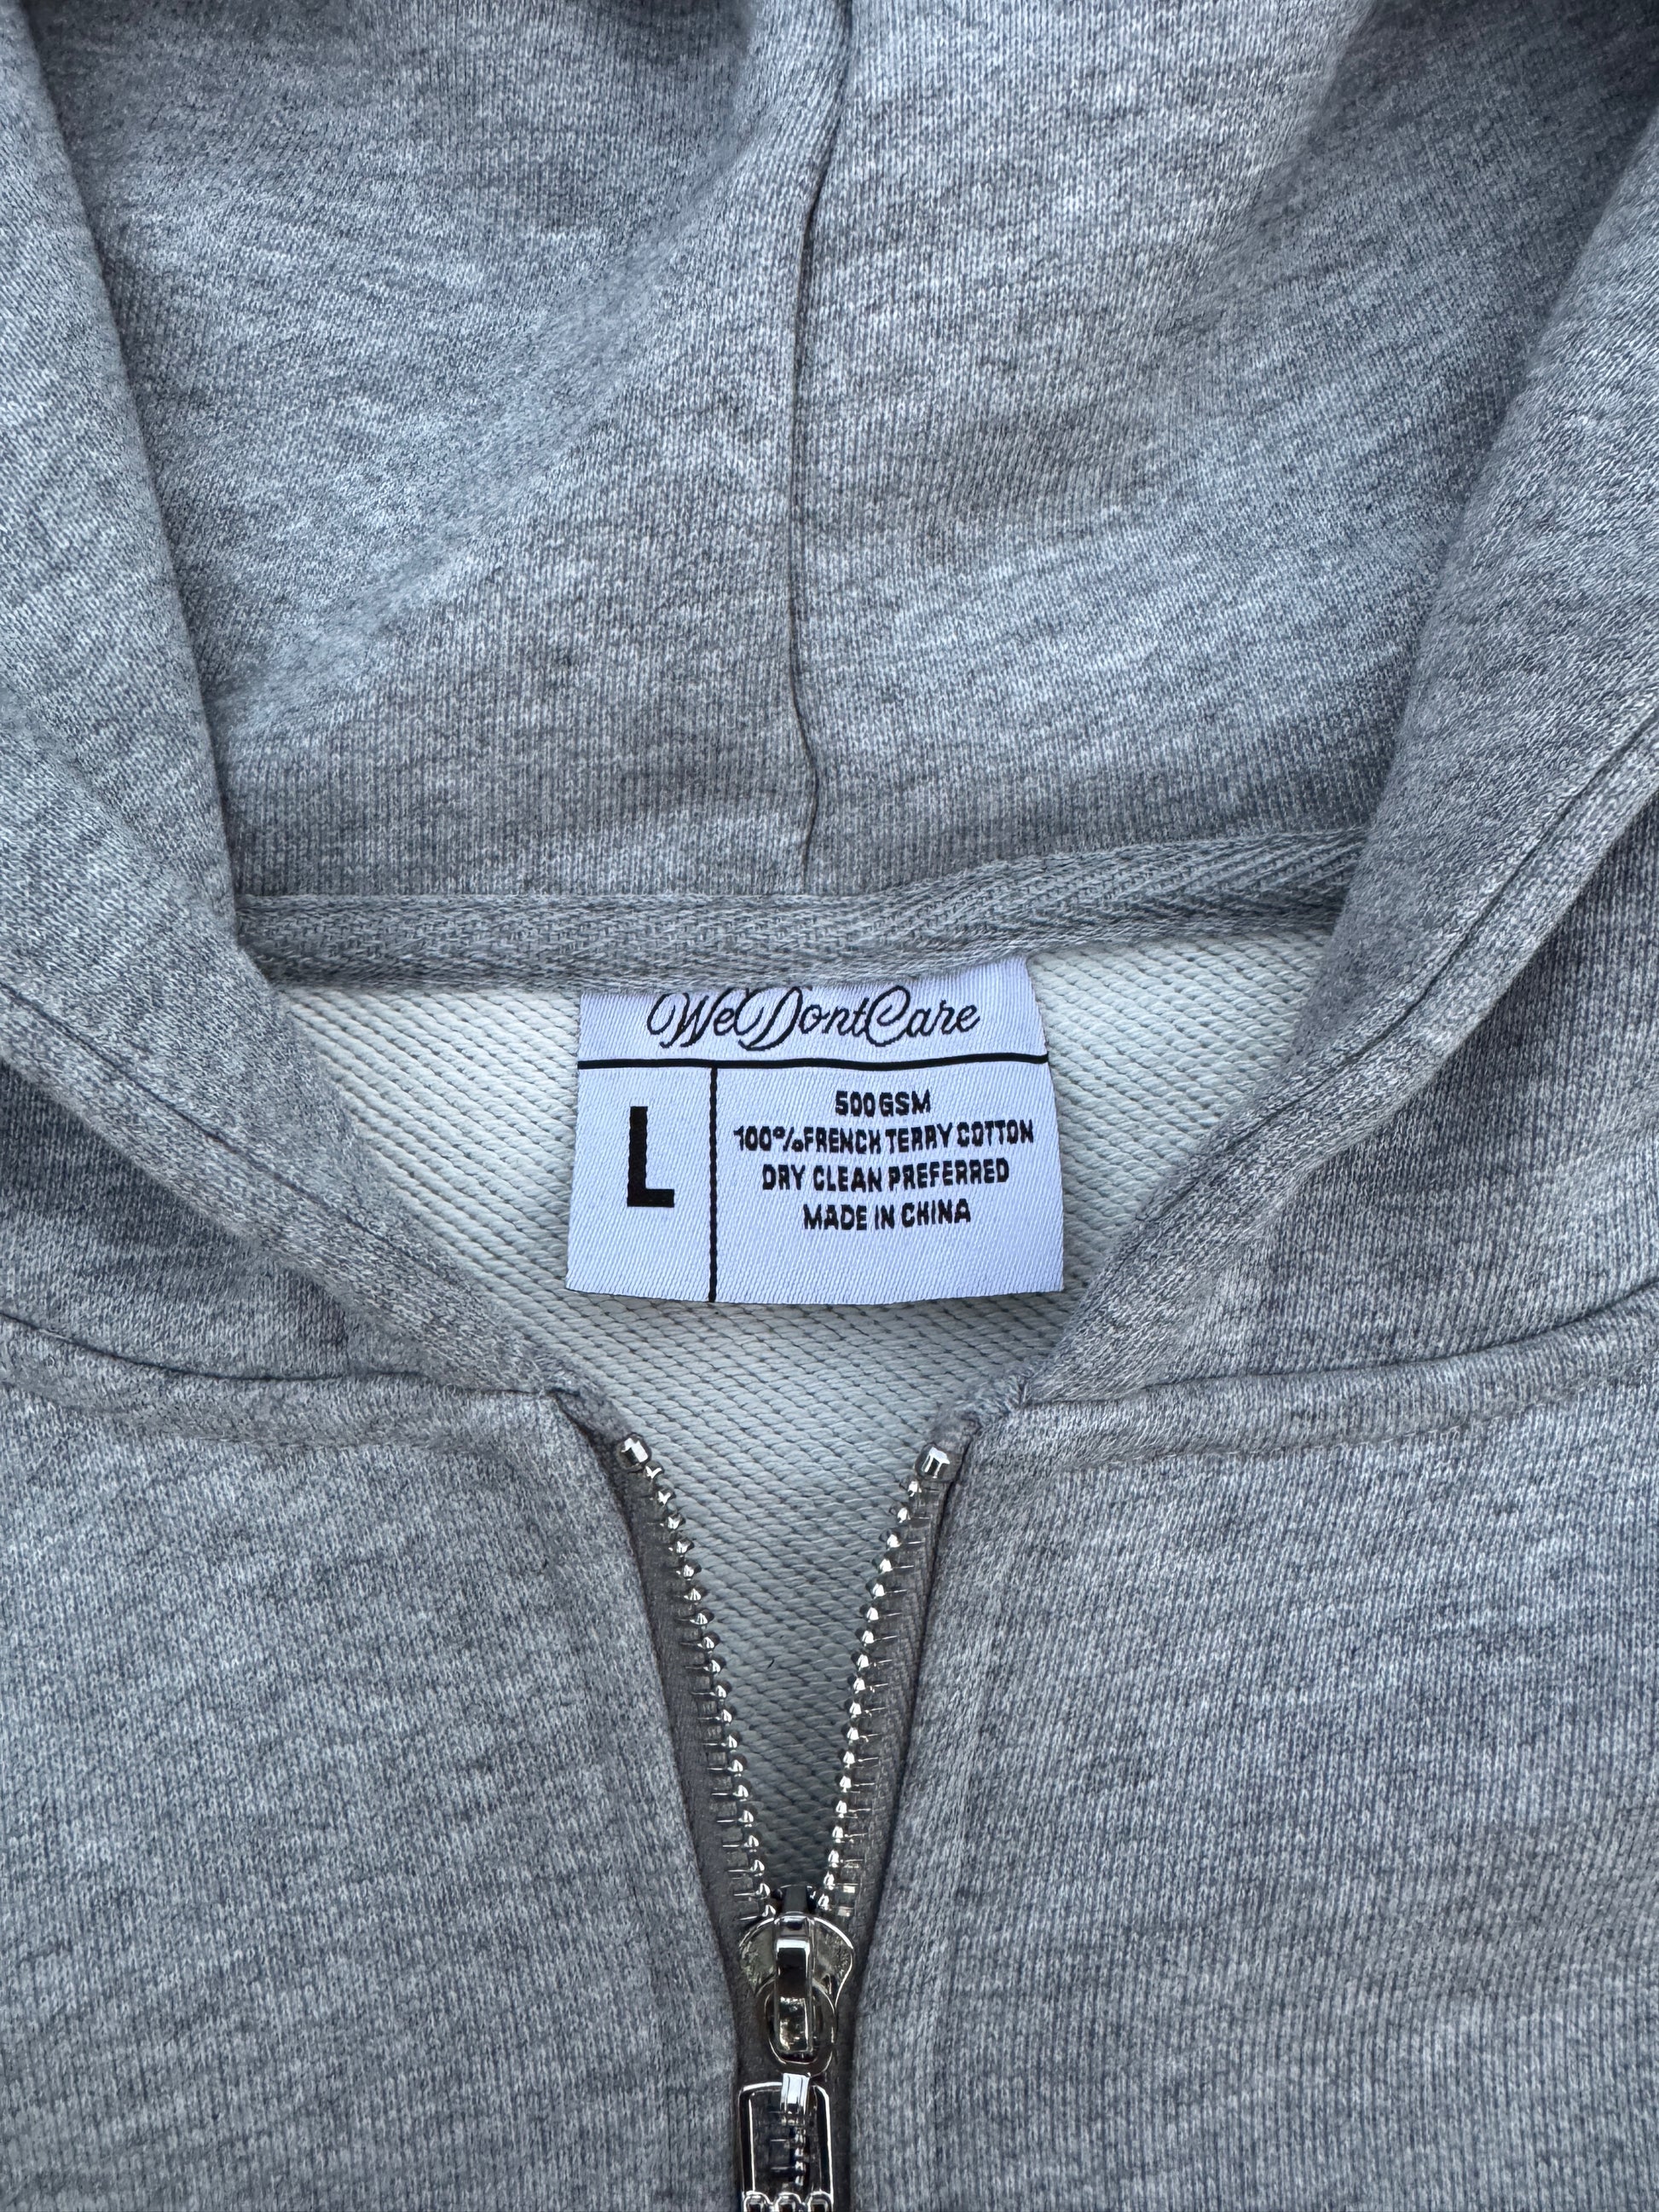 WeDontCare
L
500GSM
100%FRENCH TERRY COTTON
DRY CLEAN PREFERRED
MADE IN CHINA